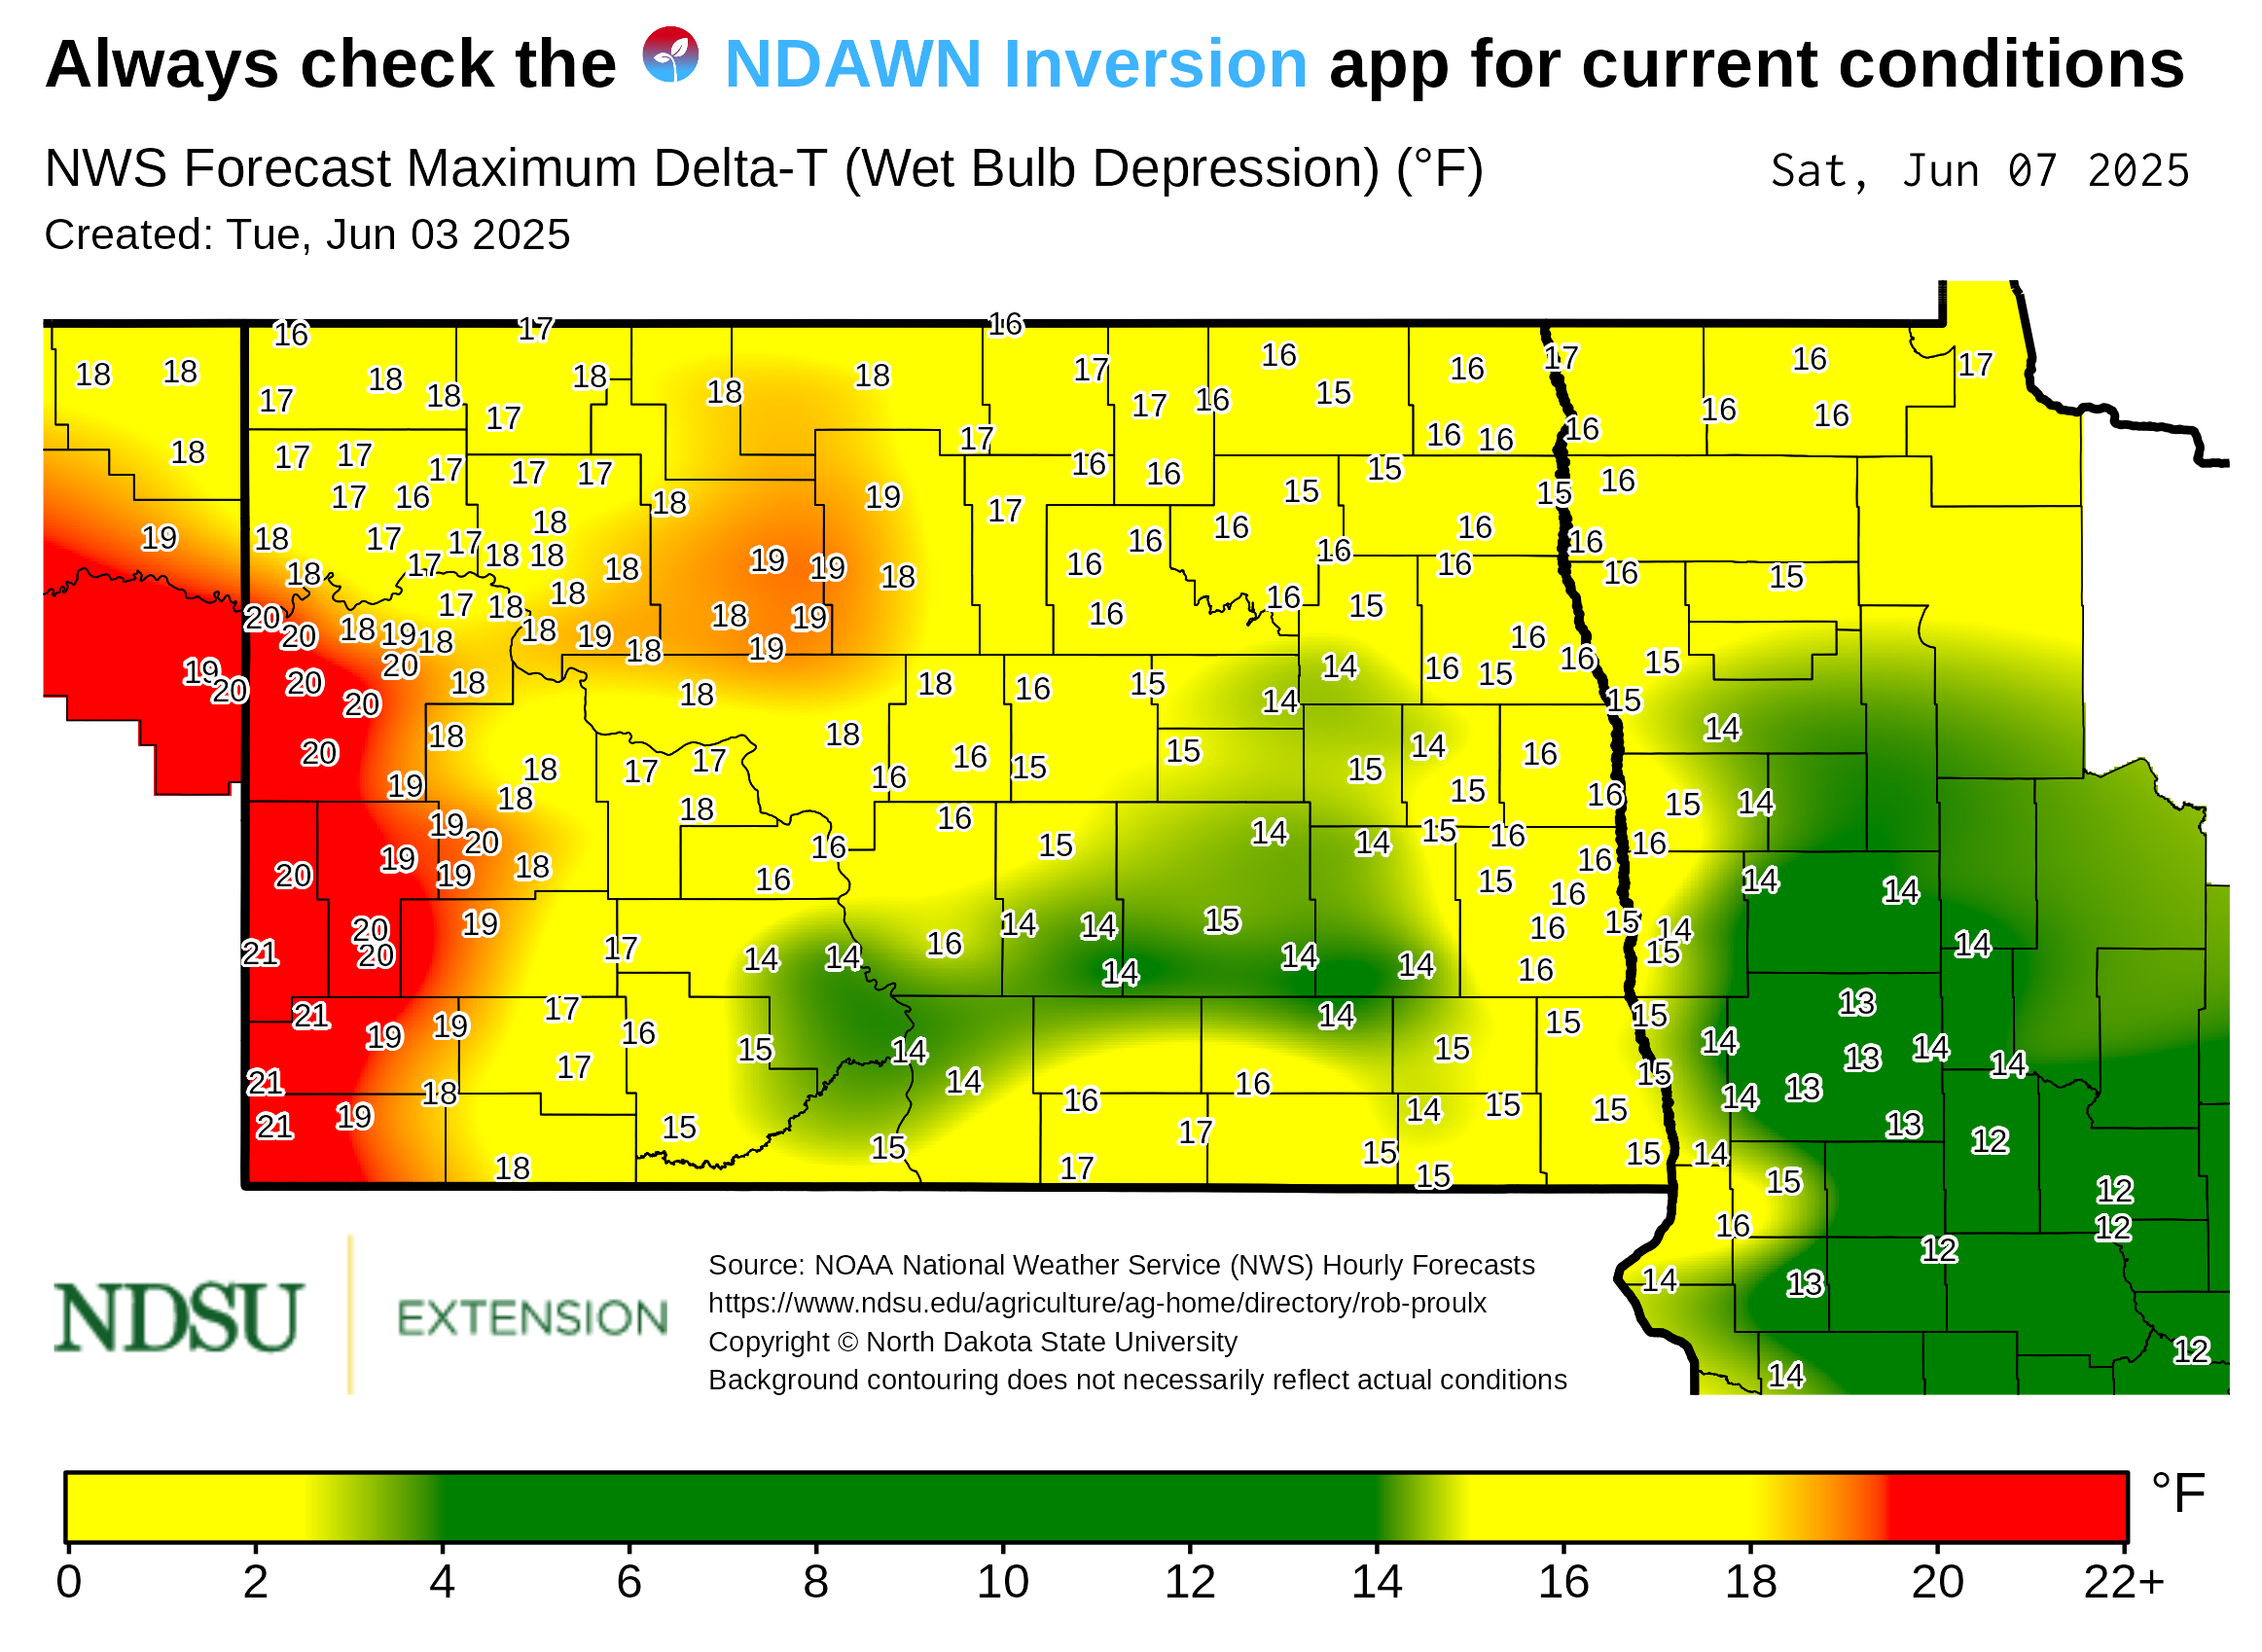 Always check the NDAWN Inversion app for current conditions
NWS Forecast Maximum Delta-T (Wet Bulb Depression) (°F) Sat, Jun 07 2025
Created: Tue, Jun 03 2025
16 17 16
18 18 18 18 18 18 18 17 16 16 17 16 17
17 17 17 16 15 16 16
18 17 17 17 17 17 17 16 16 15 16 16 16
17 16 18 19 17 15 15 16
19 18 17 17 18 18 18 16 16 16 16 16
18 17 18 18 19 19 18 16 16 16 16 15
20 20 18 19 18 17 18 18 19 18 18 19 19 16 16 15 16 16 15
19 20 20 20 20 18 18 18 16 15 14 14 16 15 15
20 18 18 17 17 18 16 16 15 15 15 14 16 14
19 19 18 18 16 15 16 15 14
20 19 20 19 18 16 16 15 14 14 15 16 16 16 14 14
21 20 20 19 17 14 14 16 14 14 15 14 14 14 15 16 16 16 15 14 15 14
21 19 19 17 16 15 14 14 15 15 15 14 13 13 14 14
21 18 17 14 16 16 14 15 15 15 14 13 13
21 19 18 15 15 17 17 15 15 15 14 15 12
16 12 12 12
14 13
14 12
NDSU EXTENSION
Source: NOAA National Weather Service (NWS) Hourly Forecasts
https://www.ndsu.edu/agriculture/ag-home/directory/rob-proulx
Copyright © North Dakota State University
Background contouring does not necessarily reflect actual conditions
°F
0 2 4 6 8 10 12 14 16 18 20 22+